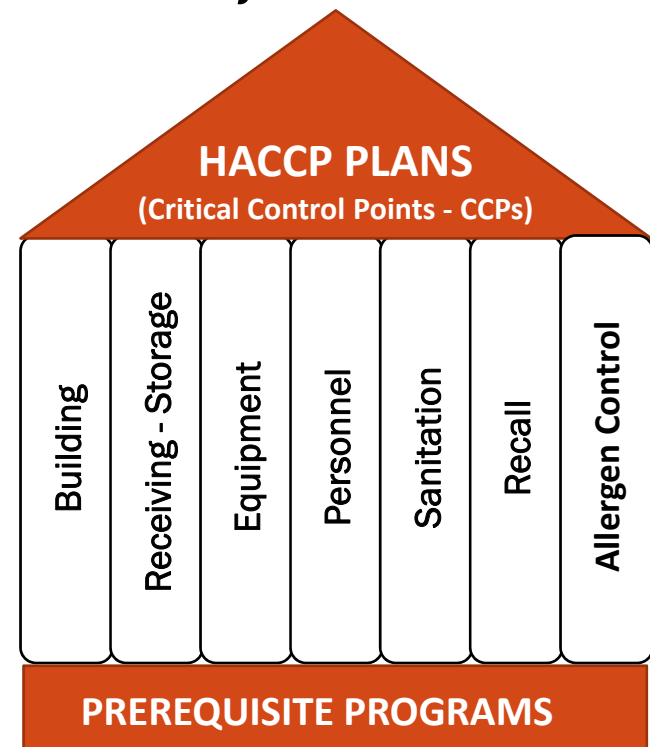 HACCP PLANS
(Critical Control Points - CCPs)
Building
Receiving - Storage
Equipment
Personnel
Sanitation
Recall
Allergen Control
PREREQUISITE PROGRAMS